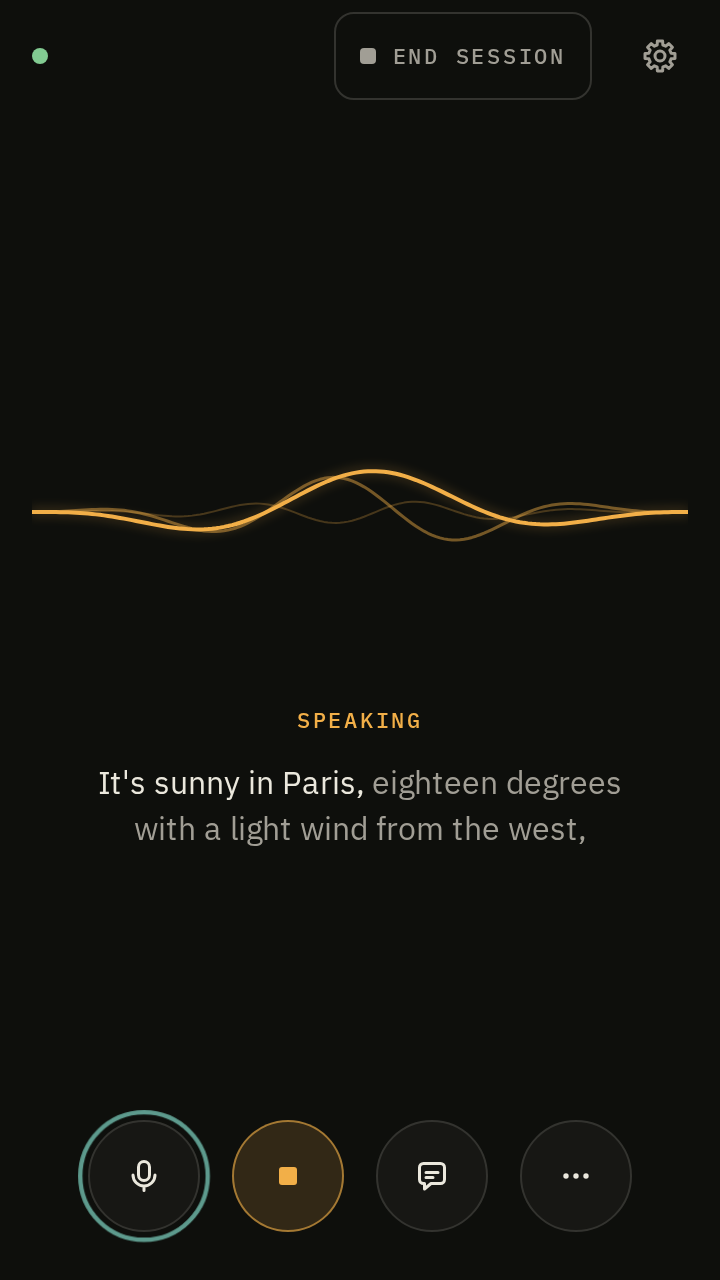 END SESSION
SPEAKING
It's sunny in Paris, eighteen degrees
with a light wind from the west,